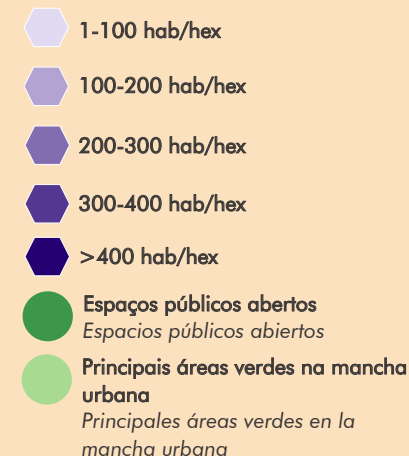 1-100 hab/hex
100-200 hab/hex
200-300 hab/hex
300-400 hab/hex
>400 hab/hex
Espaços públicos abertos
Espacios públicos abiertos
Principais áreas verdes na mancha
urbana
Principales áreas verdes en la
mancha urbana